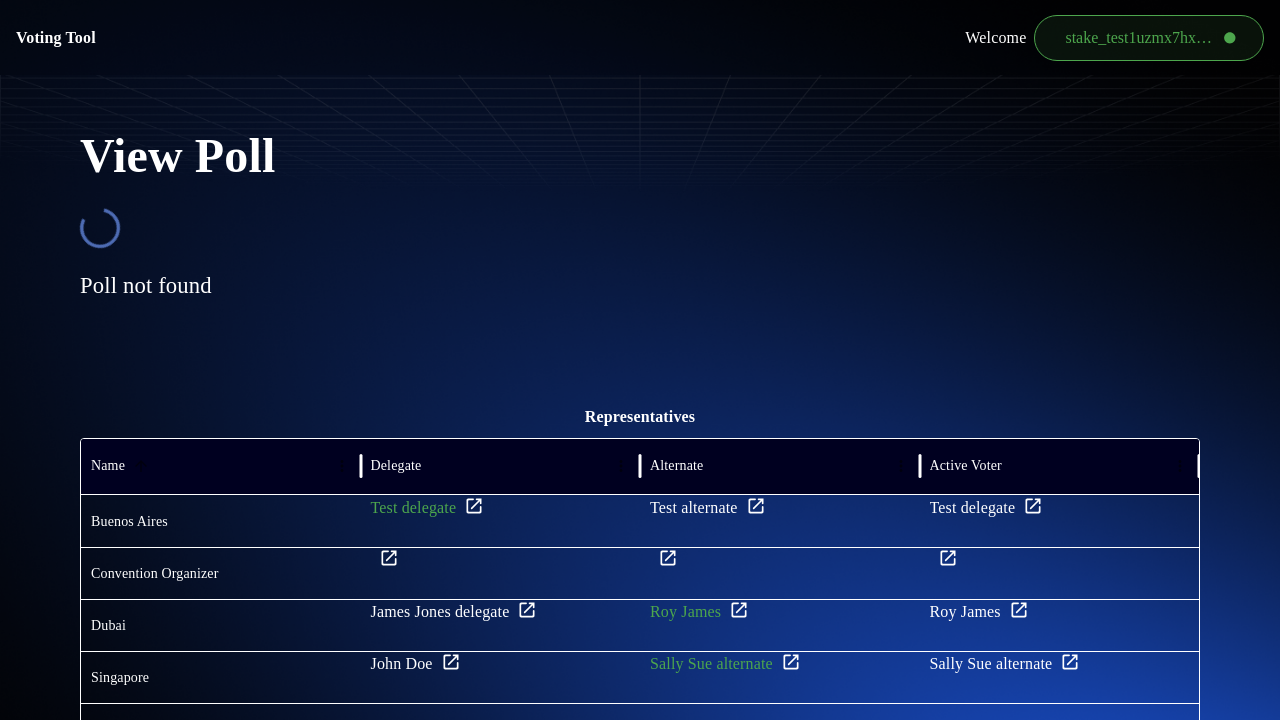 Voting Tool
Welcome stake_test1uzmx7hx…
View Poll
Poll not found
Representatives
Name Delegate Alternate Active Voter
Buenos Aires Test delegate Test alternate Test delegate
Convention Organizer
Dubai James Jones delegate Roy James Roy James
Singapore John Doe Sally Sue alternate Sally Sue alternate